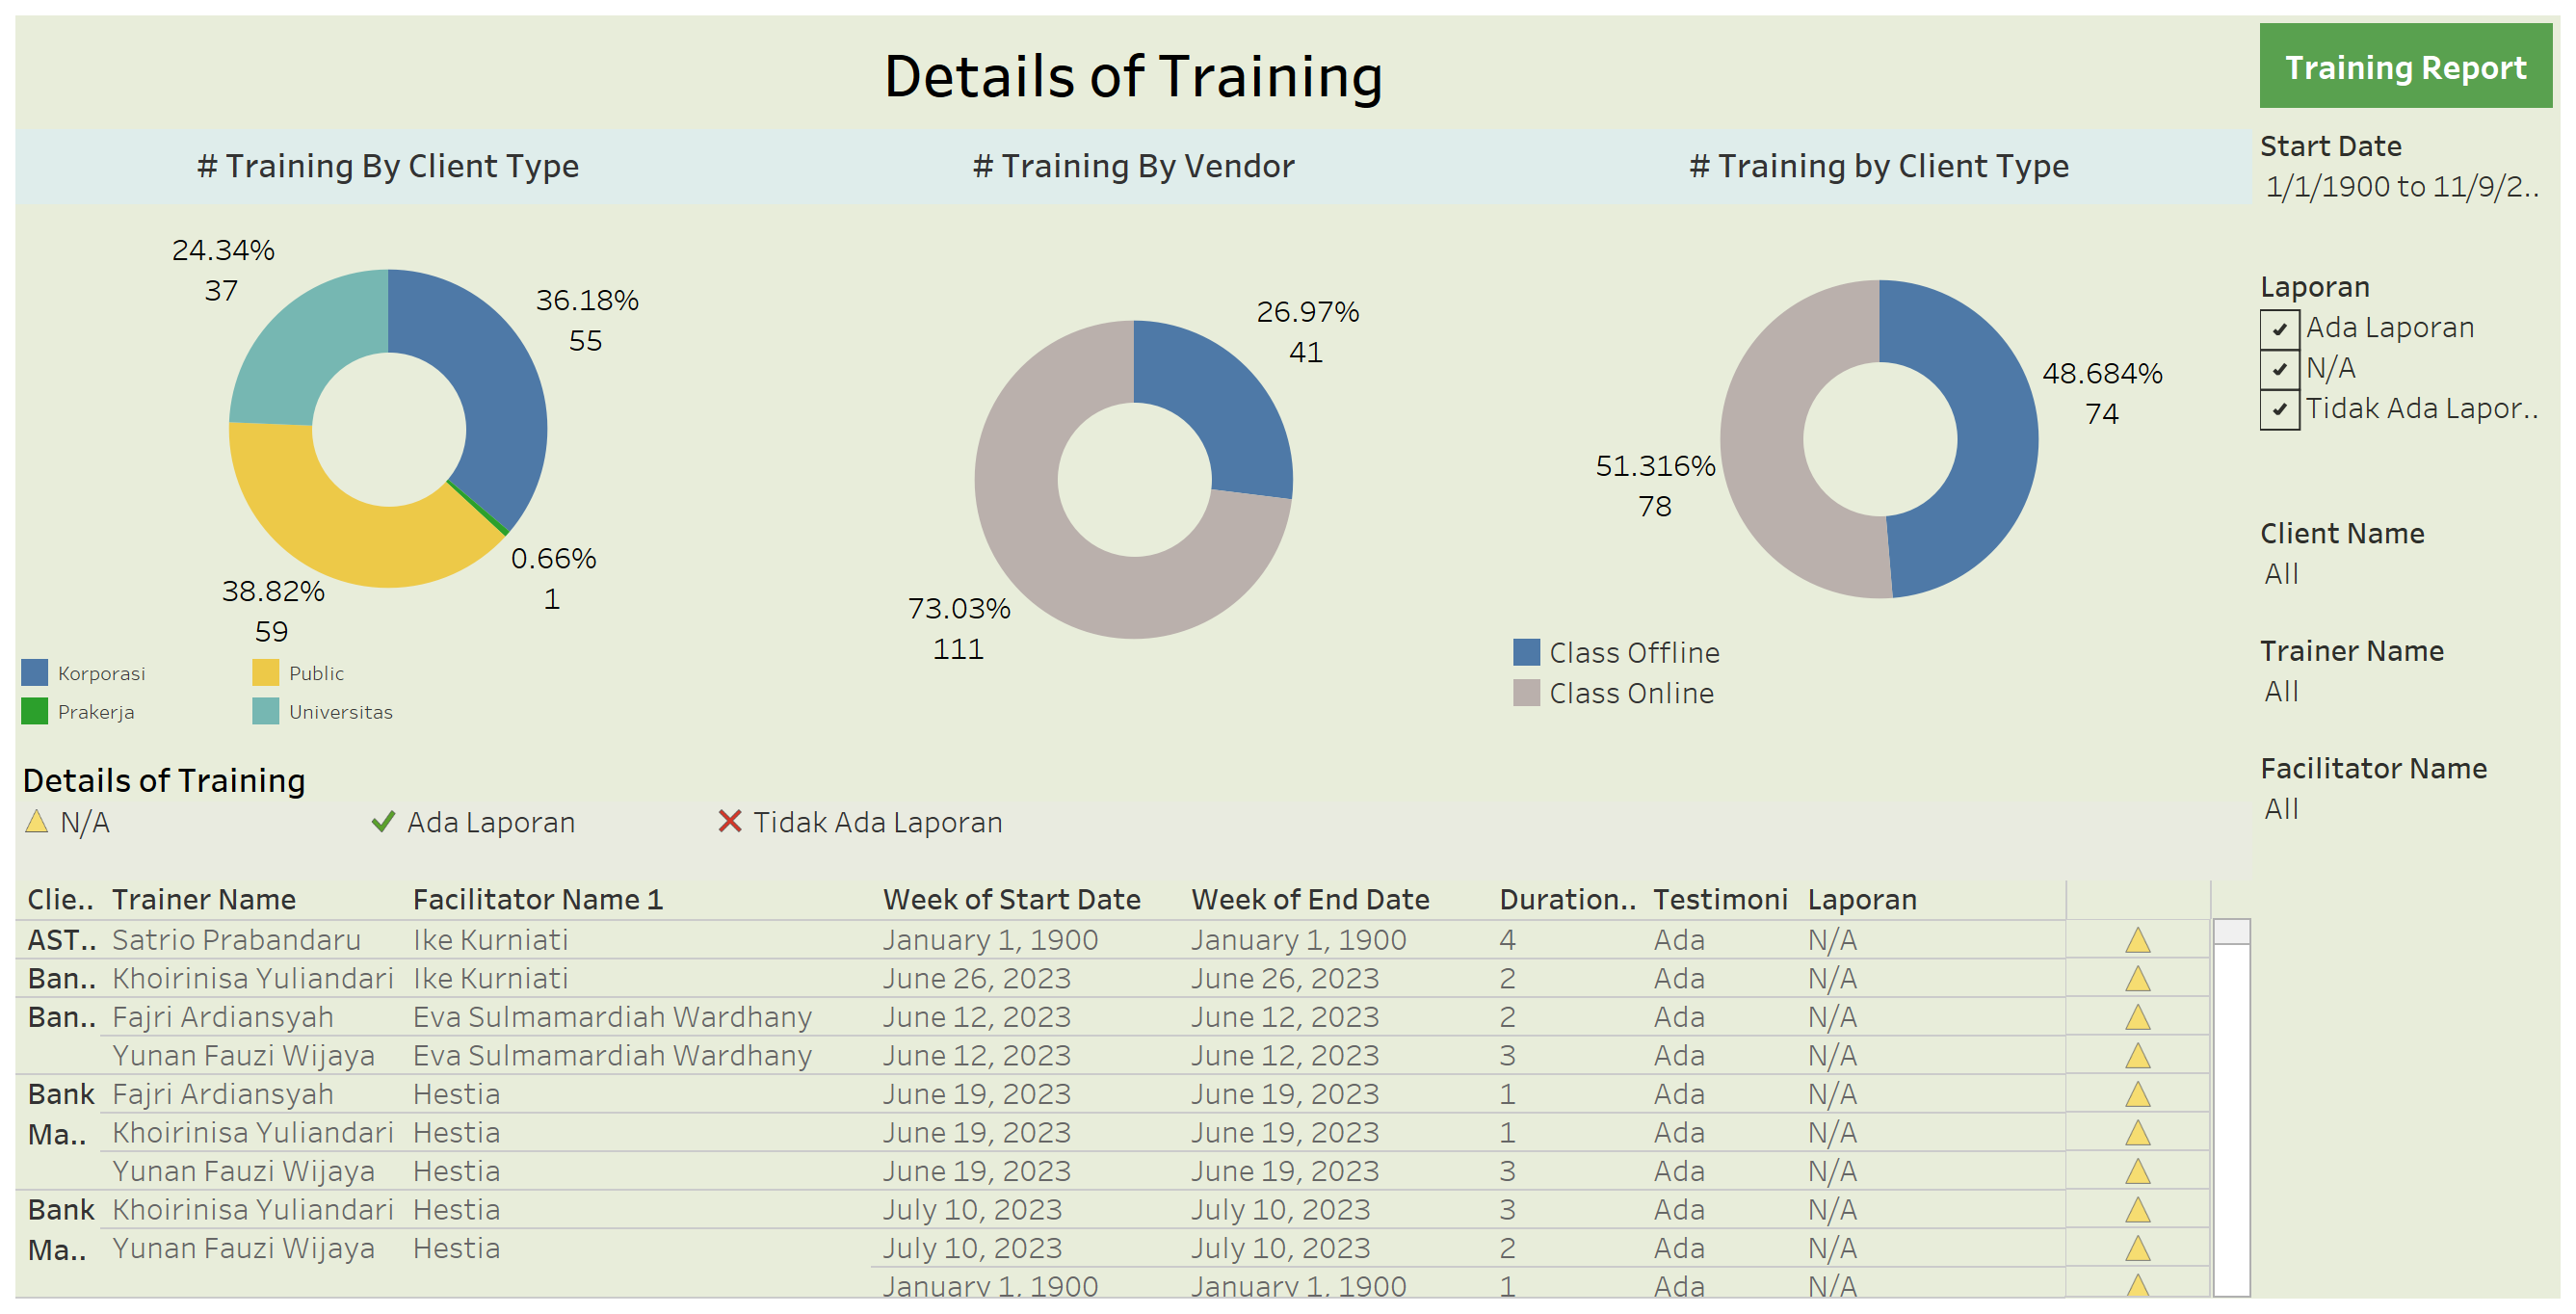 Details of Training
Training Report
# Training By Client Type
# Training By Vendor
# Training by Client Type
24.34%
37
36.18%
55
0.66%
1
38.82%
59
Korporasi
Public
Prakerja
Universitas
26.97%
41
73.03%
111
48.684%
74
51.316%
78
Class Offline
Class Online
Start Date
1/1/1900 to 11/9/2..
Laporan
Ada Laporan
N/A
Tidak Ada Lapor..
Client Name
All
Trainer Name
All
Facilitator Name
All
Details of Training
N/A Ada Laporan Tidak Ada Laporan
Clie.. Trainer Name Facilitator Name 1 Week of Start Date Week of End Date Duration.. Testimoni Laporan
AST.. Satrio Prabandaru Ike Kurniati January 1, 1900 January 1, 1900 4 Ada N/A
Ban.. Khoirinisa Yuliandari Ike Kurniati June 26, 2023 June 26, 2023 2 Ada N/A
Ban.. Fajri Ardiansyah Eva Sulmamardiah Wardhany June 12, 2023 June 12, 2023 2 Ada N/A
Yunan Fauzi Wijaya Eva Sulmamardiah Wardhany June 12, 2023 June 12, 2023 3 Ada N/A
Bank Fajri Ardiansyah Hestia June 19, 2023 June 19, 2023 1 Ada N/A
Ma.. Khoirinisa Yuliandari Hestia June 19, 2023 June 19, 2023 1 Ada N/A
Yunan Fauzi Wijaya Hestia June 19, 2023 June 19, 2023 3 Ada N/A
Bank Khoirinisa Yuliandari Hestia July 10, 2023 July 10, 2023 3 Ada N/A
Ma.. Yunan Fauzi Wijaya Hestia July 10, 2023 July 10, 2023 2 Ada N/A
January 1, 1900 January 1, 1900 1 Ada N/A